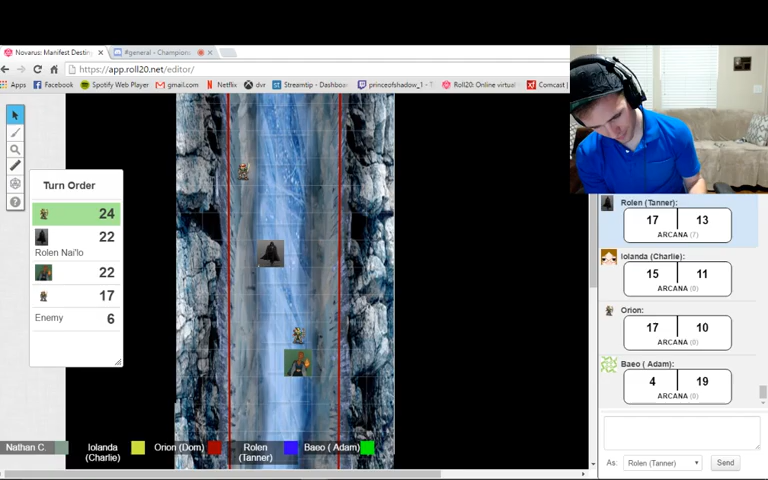 Novarus: Manifest Destiny
#general - Champions
https://app.roll20.net/editor/
Apps Facebook Spotify Web Player gmail.com Netflix dvr Streamtip - Dashboa princeofshadow_1 - T Roll20: Online virtual Comcast
Turn Order
24
22
Rolen Nai'lo
22
17
Enemy 6
Rolen (Tanner):
17 13
ARCANA (7)
Iolanda (Charlie):
15 11
ARCANA (0)
Orion:
17 10
ARCANA (0)
Baeo ( Adam):
4 19
ARCANA (0)
Nathan C. Iolanda (Charlie) Orion (Dom) Rolen (Tanner) Baeo ( Adam)
As: Rolen (Tanner) Send